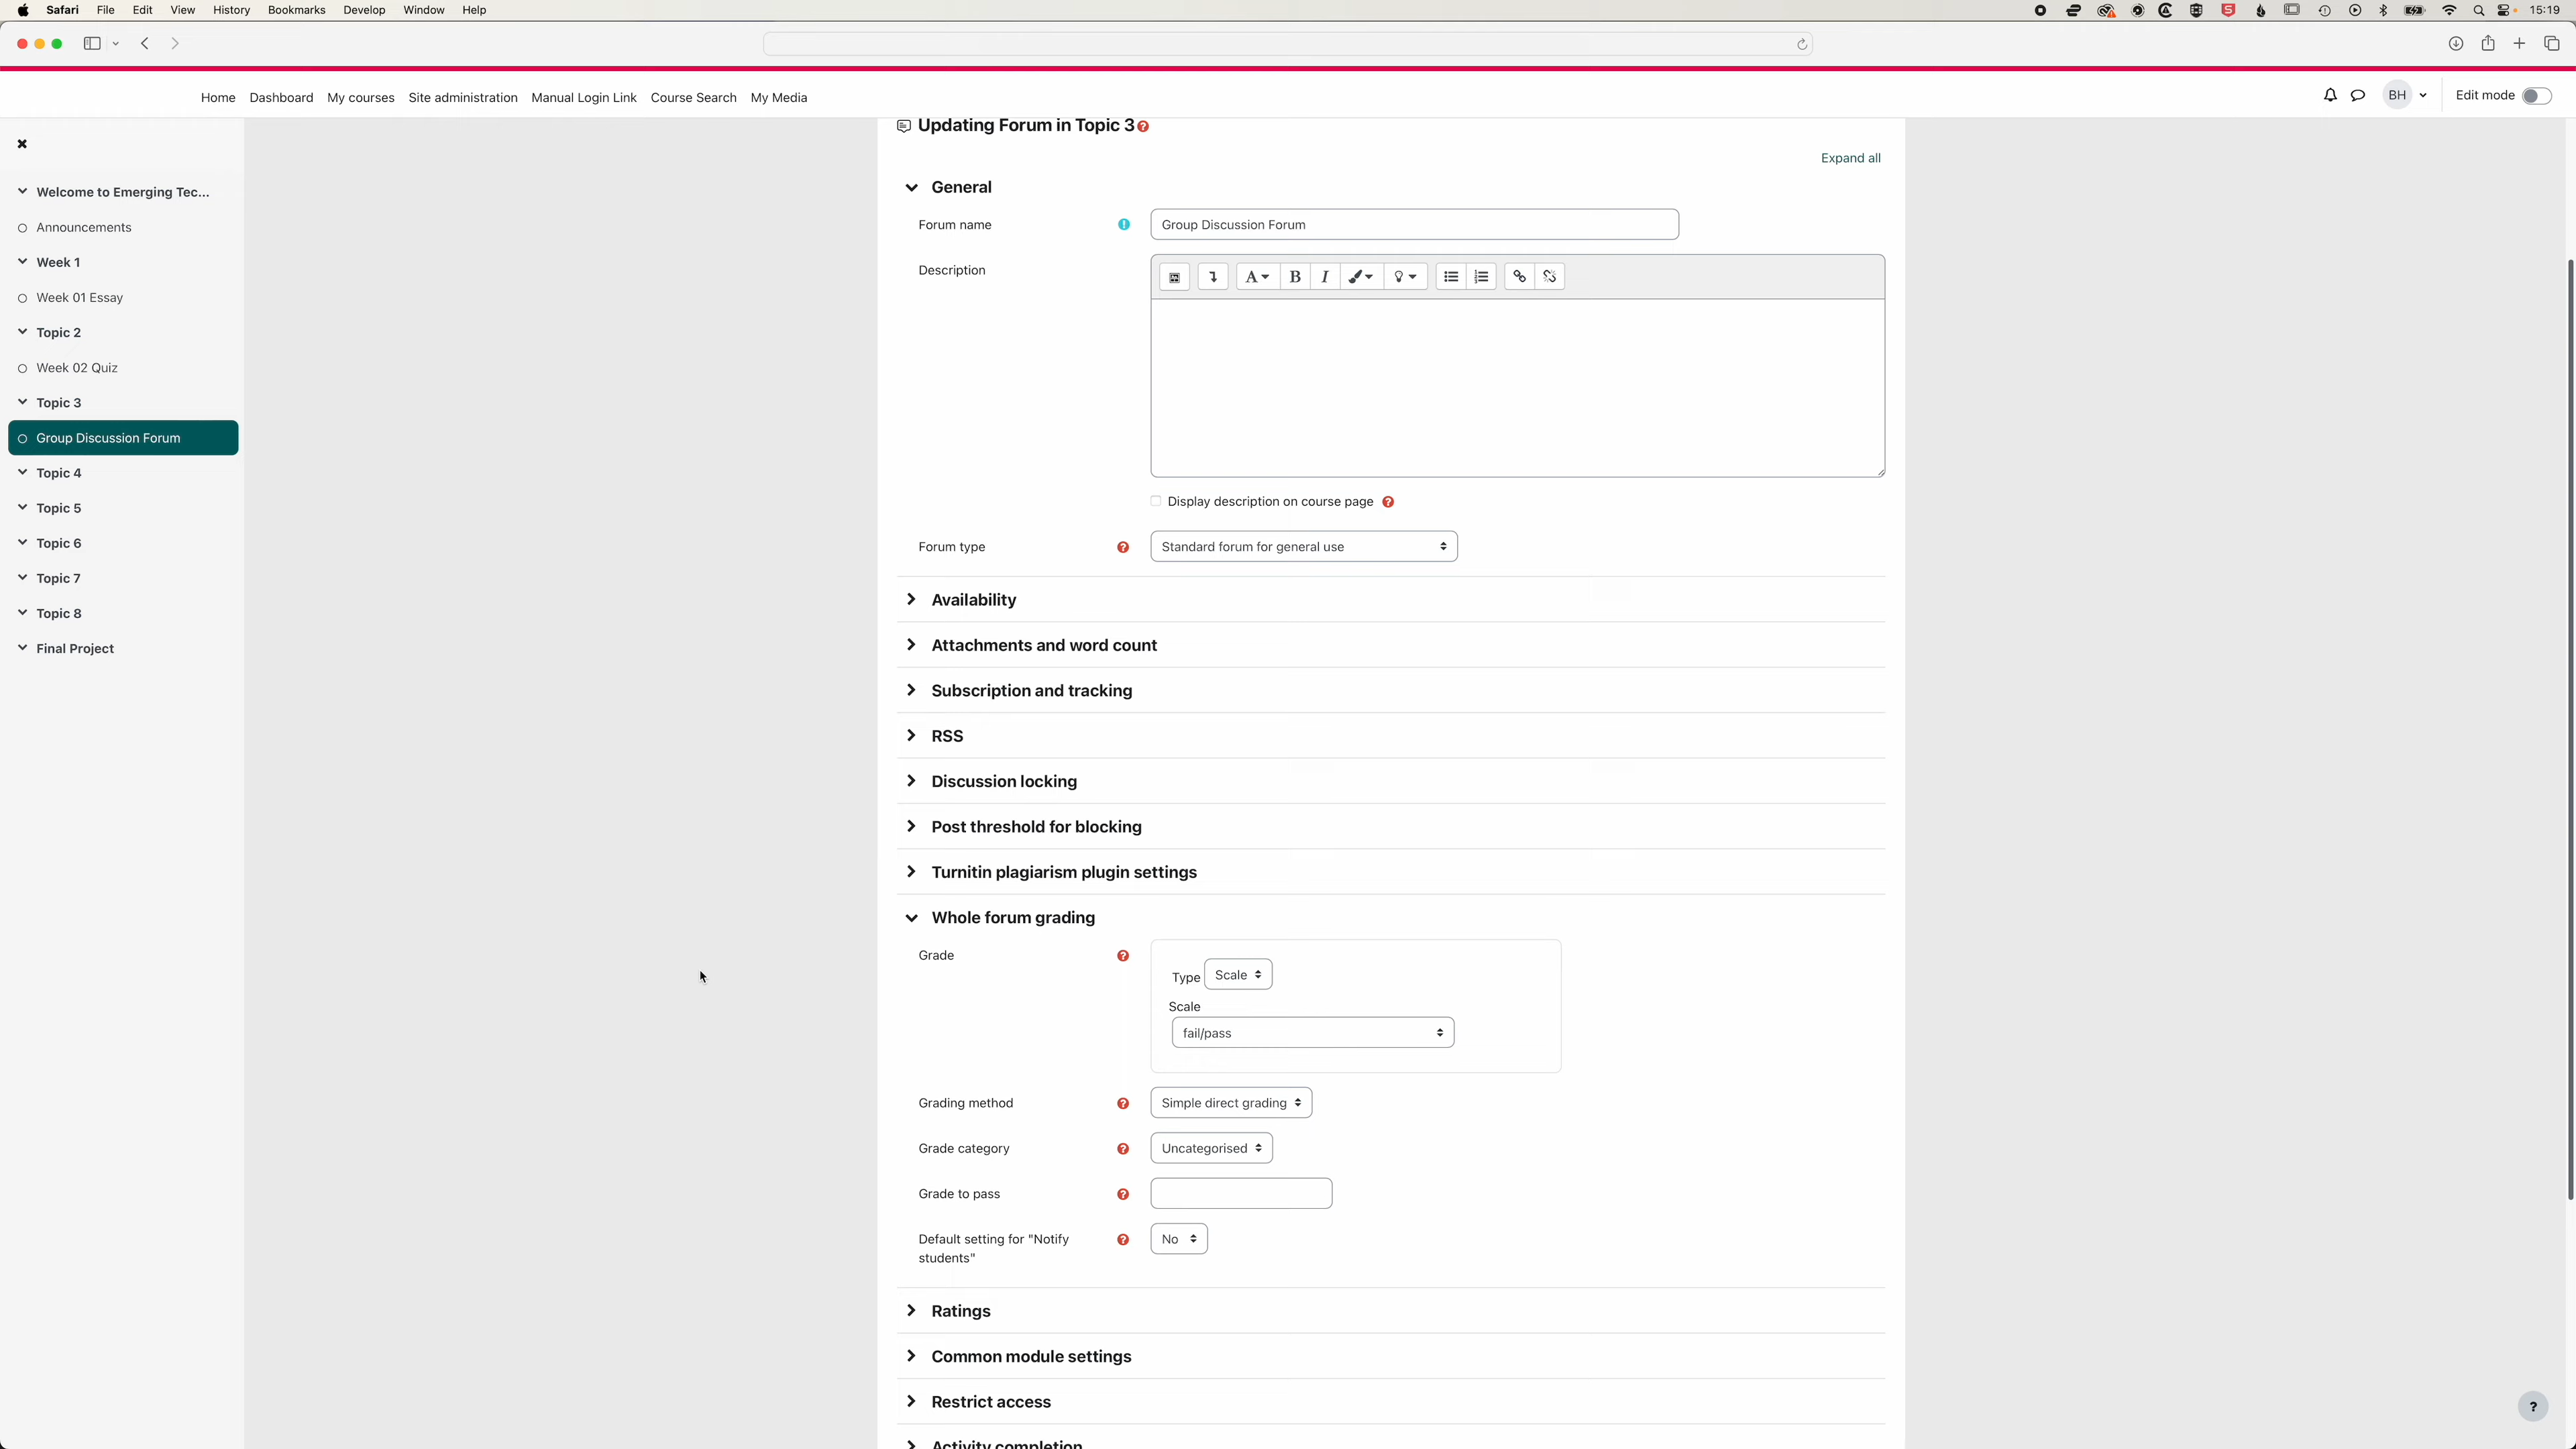 Safari File Edit View History Bookmarks Develop Window Help 15:19
Home Dashboard My courses Site administration Manual Login Link Course Search My Media BH Edit mode
Welcome to Emerging Tec...
Announcements
Week 1
Week 01 Essay
Topic 2
Week 02 Quiz
Topic 3
Group Discussion Forum
Topic 4
Topic 5
Topic 6
Topic 7
Topic 8
Final Project
Updating Forum in Topic 3
Expand all
General
Forum name Group Discussion Forum
Description
Display description on course page
Forum type Standard forum for general use
Availability
Attachments and word count
Subscription and tracking
RSS
Discussion locking
Post threshold for blocking
Turnitin plagiarism plugin settings
Whole forum grading
Grade
Type Scale
Scale
fail/pass
Grading method Simple direct grading
Grade category Uncategorised
Grade to pass
Default setting for "Notify No
students"
Ratings
Common module settings
Restrict access
Activity completion